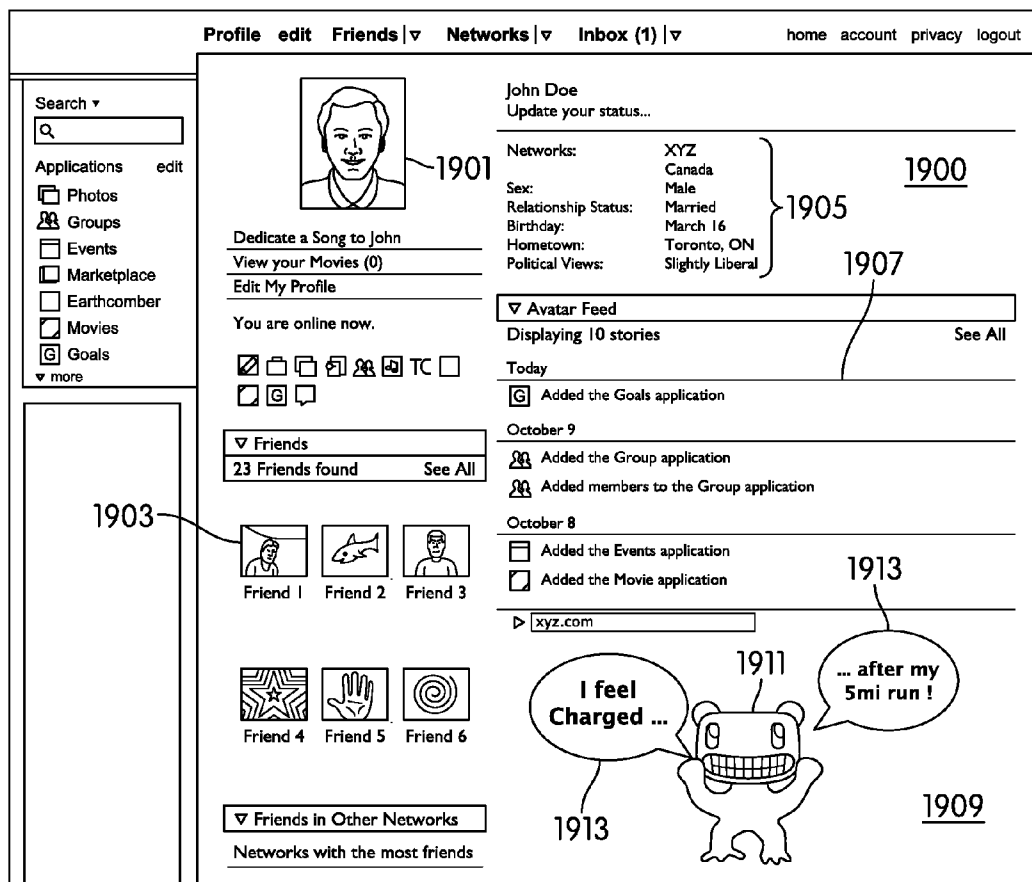 Profile edit Friends Networks Inbox (1) home account privacy logout
Search
Applications edit
Photos
Groups
Events
Marketplace
Earthcomber
Movies
G Goals
more
1901
Dedicate a Song to John
View your Movies (0)
Edit My Profile
You are online now.
TC
G
Friends
23 Friends found See All
1903
Friend 1 Friend 2 Friend 3
Friend 4 Friend 5 Friend 6
Friends in Other Networks
Networks with the most friends
John Doe
Update your status...
Networks: XYZ
Canada
Sex: Male
Relationship Status: Married
Birthday: March 16
Hometown: Toronto, ON
Political Views: Slightly Liberal
1905
1900
1907
Avatar Feed
Displaying 10 stories See All
Today
G Added the Goals application
October 9
Added the Group application
Added members to the Group application
October 8
Added the Events application
Added the Movie application
1913
xyz.com
1911
I feel
Charged ...
... after my
5mi run !
1913
1909